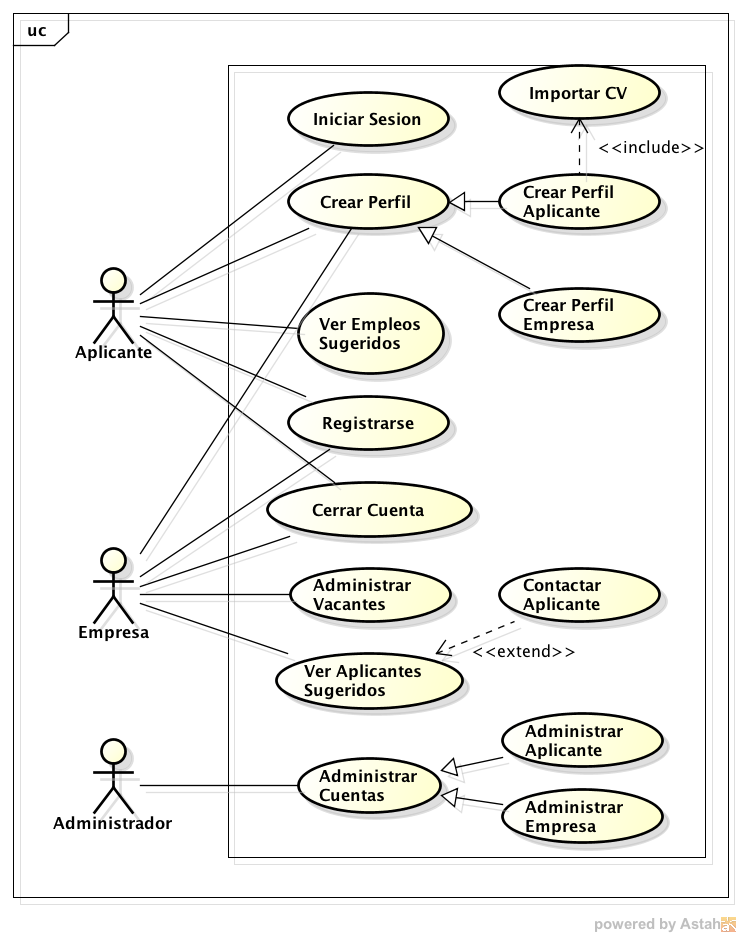 uc
Importar CV
Iniciar Sesion
<<include>>
Crear Perfil
Crear Perfil
Aplicante
Crear Perfil
Empresa
Ver Empleos
Sugeridos
Aplicante
Registrarse
Cerrar Cuenta
Administrar
Vacantes
Contactar
Aplicante
Empresa
<<extend>>
Ver Aplicantes
Sugeridos
Administrar
Aplicante
Administrar
Cuentas
Administrar
Empresa
Administrador
powered by Astah